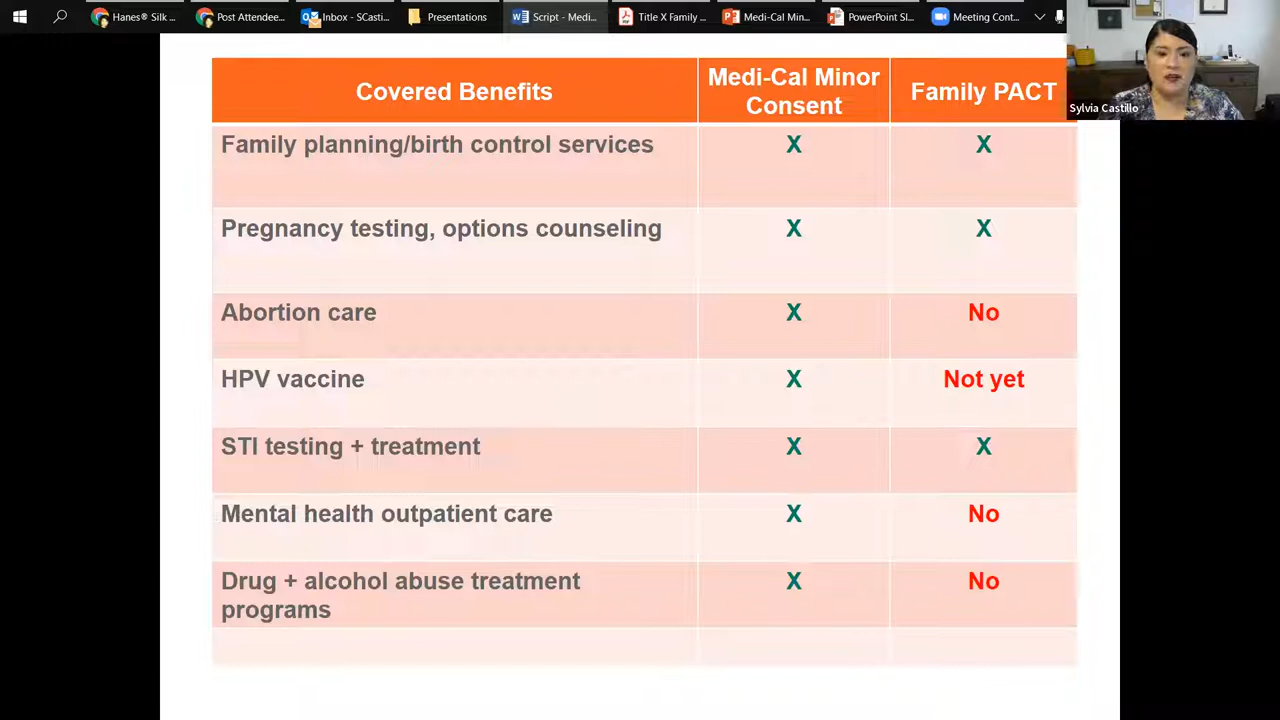 Hanes® Silk ...
Post Attendee...
Inbox - SCasti...
Presentations
Script - Medi...
Title X Family ...
Medi-Cal Min...
PowerPoint Sl...
Meeting Cont...
Sylvia Castillo
Covered Benefits
Medi-Cal Minor
Consent
Family PACT
Family planning/birth control services
X
X
Pregnancy testing, options counseling
X
X
Abortion care
X
No
HPV vaccine
X
Not yet
STI testing + treatment
X
X
Mental health outpatient care
X
No
Drug + alcohol abuse treatment
programs
X
No